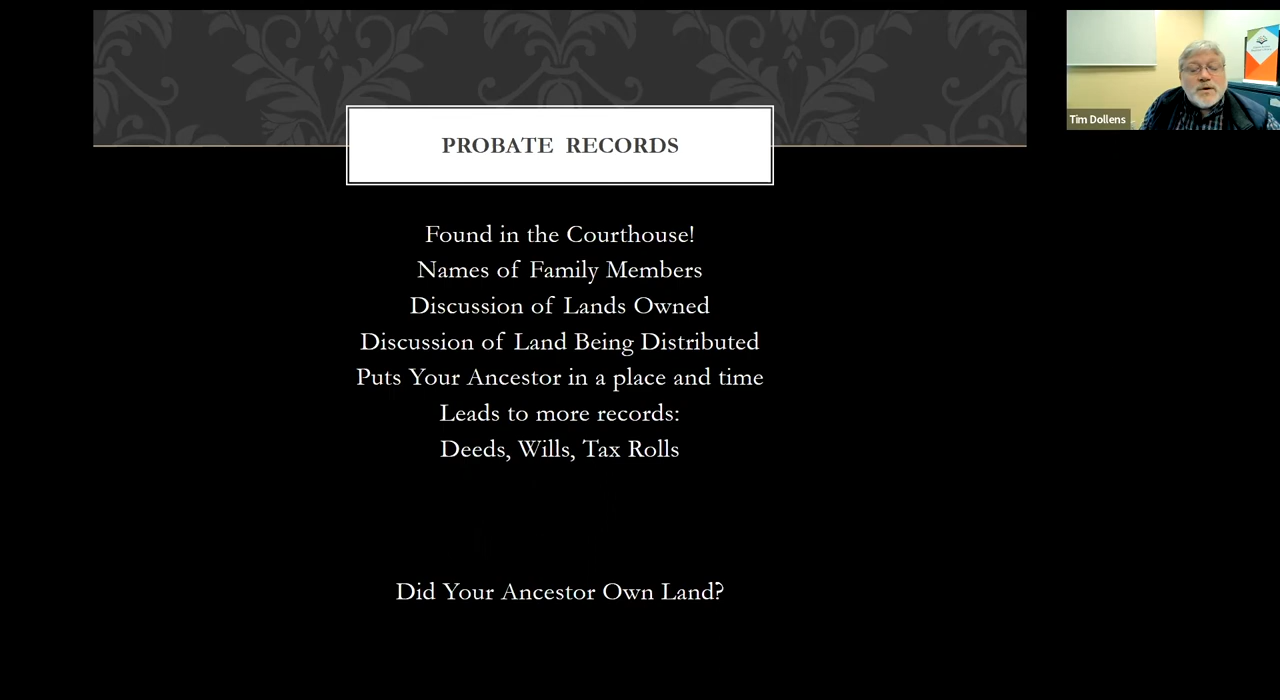 PROBATE RECORDS
Found in the Courthouse!
Names of Family Members
Discussion of Lands Owned
Discussion of Land Being Distributed
Puts Your Ancestor in a place and time
Leads to more records:
Deeds, Wills, Tax Rolls
Did Your Ancestor Own Land?
Tim Dollens